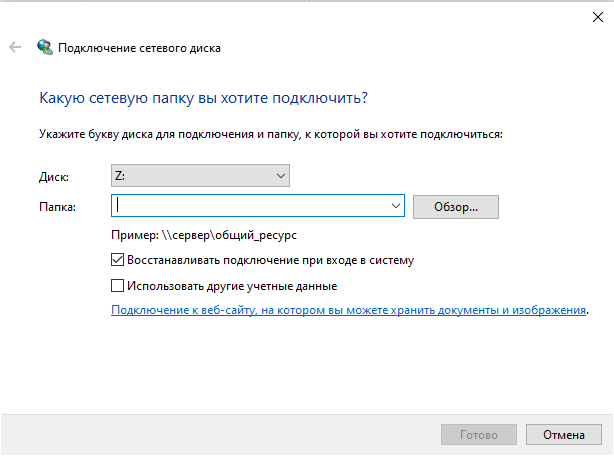 Подключение сетевого диска
Какую сетевую папку вы хотите подключить?
Укажите букву диска для подключения и папку, к которой вы хотите подключиться:
Диск: Z:
Папка: Обзор...
Пример: \\сервер\общий_ресурс
Восстанавливать подключение при входе в систему
Использовать другие учетные данные
Подключение к веб-сайту, на котором вы можете хранить документы и изображения.
Готово Отмена